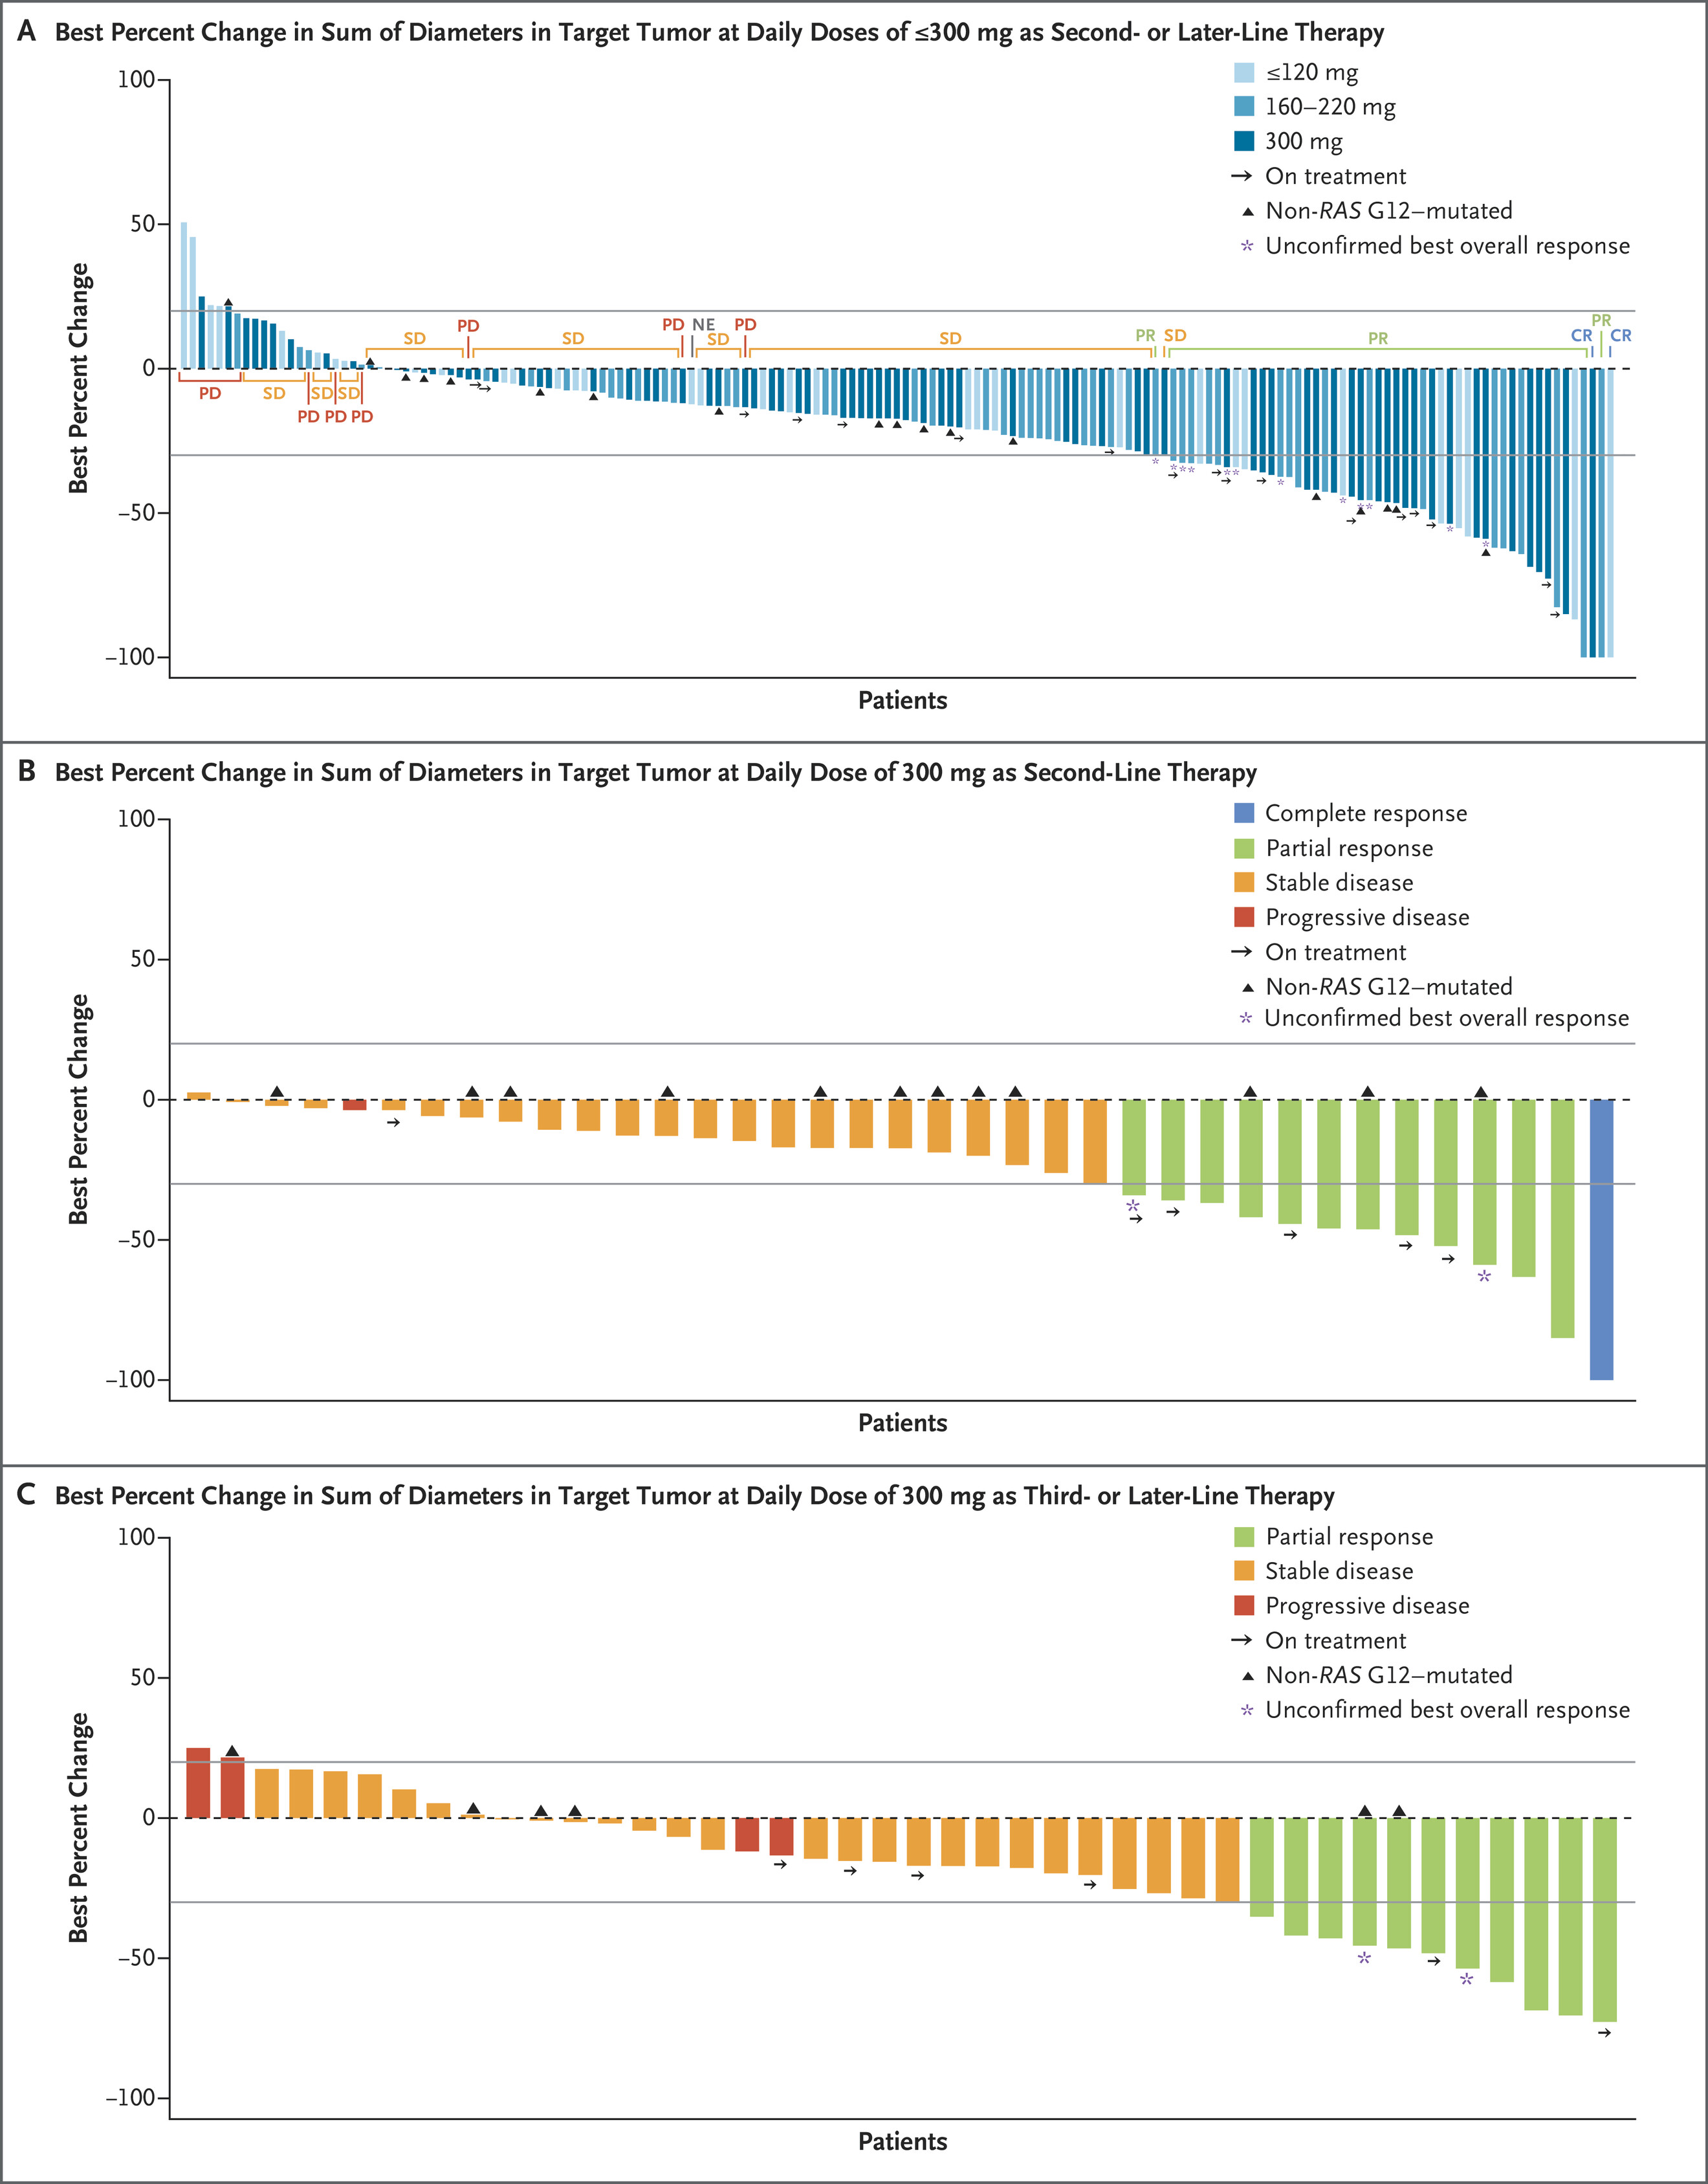 A Best Percent Change in Sum of Diameters in Target Tumor at Daily Doses of ≤300 mg as Second- or Later-Line Therapy
100
50
0
−50
−100
Best Percent Change
≤120 mg
160–220 mg
300 mg
On treatment
Non-RAS G12–mutated
Unconfirmed best overall response
SD
PD
SD
PD
NE
SD
PD
SD
PR
SD
PR
CR
PR
CR
PD
SD
PD
SD
PD
SD
PD
Patients
B Best Percent Change in Sum of Diameters in Target Tumor at Daily Dose of 300 mg as Second-Line Therapy
100
50
0
−50
−100
Best Percent Change
Complete response
Partial response
Stable disease
Progressive disease
On treatment
Non-RAS G12–mutated
Unconfirmed best overall response
Patients
C Best Percent Change in Sum of Diameters in Target Tumor at Daily Dose of 300 mg as Third- or Later-Line Therapy
100
50
0
−50
−100
Best Percent Change
Partial response
Stable disease
Progressive disease
On treatment
Non-RAS G12–mutated
Unconfirmed best overall response
Patients